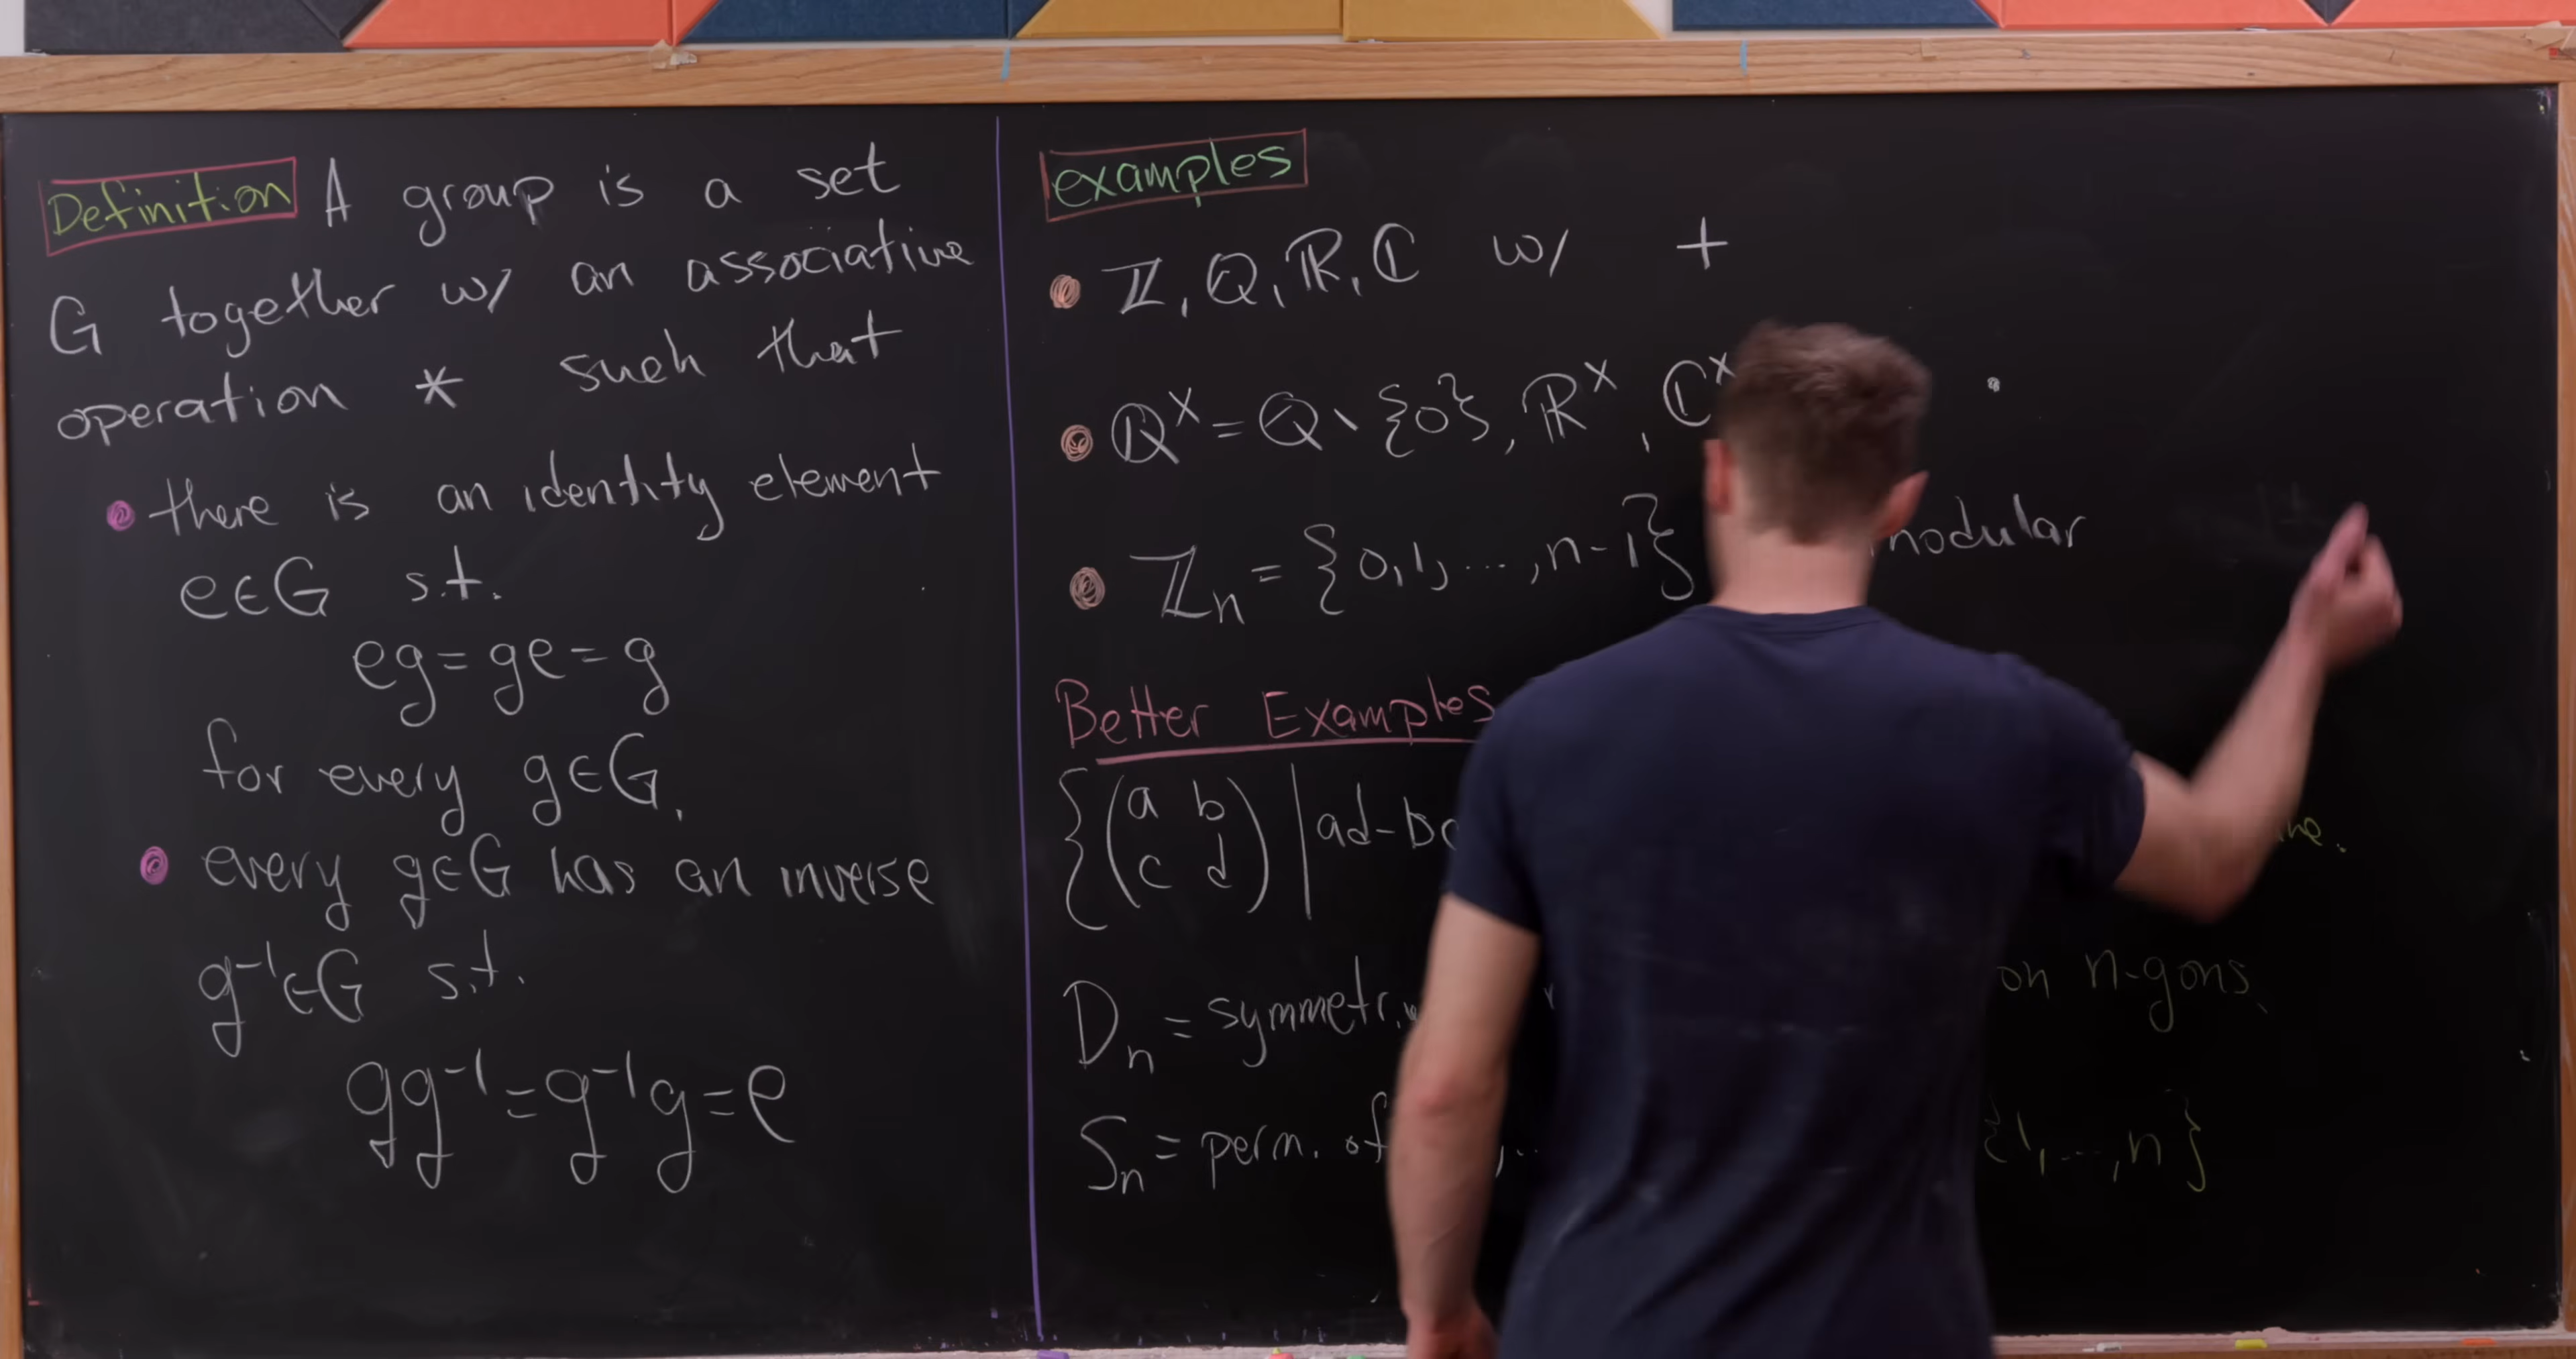 Definition A group is a set
G together w/ an associative
operation * such that
• there is an identity element
e∈G s.t.
eg=ge=g
for every g∈G.
• every g∈G has an inverse
g⁻¹∈G s.t.
gg⁻¹=g⁻¹g=e
examples
• ℤ, ℚ, ℝ, ℂ w/ +
• ℚˣ=ℚ∖{0}, ℝˣ, ℂˣ ·
• ℤₙ={0,1,...,n-1} modular
Better Examples
{(a b
c d) | ad-bc
Dₙ = symmetr. on n-gons.
Sₙ = perm. of ,.. {1,...,n}